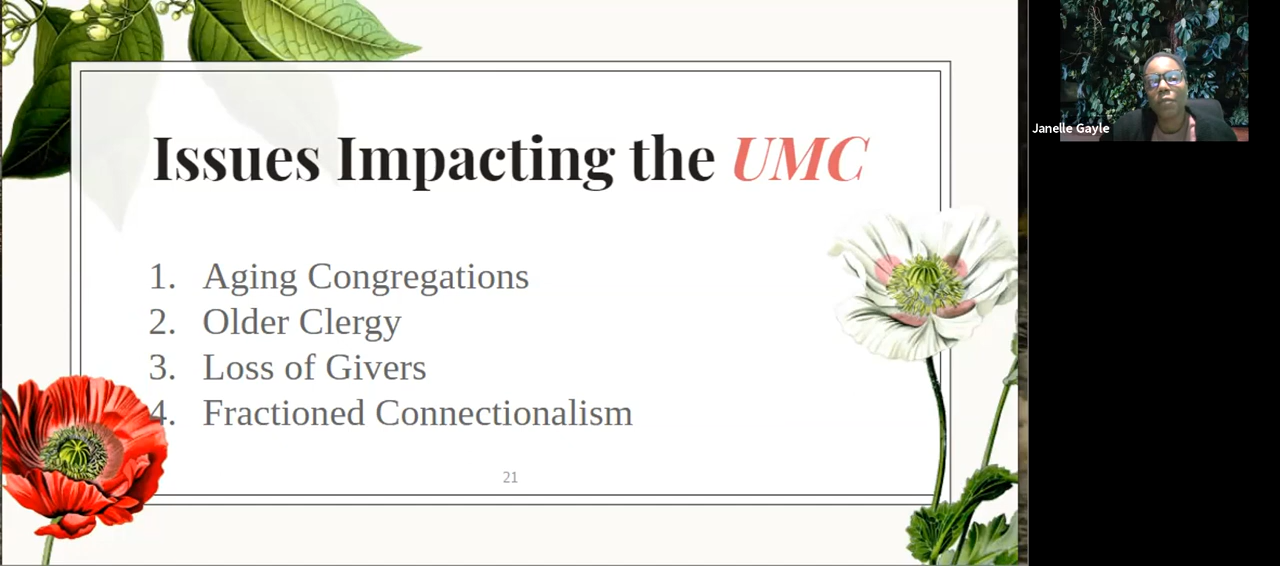 Issues Impacting the UMC
1. Aging Congregations
2. Older Clergy
3. Loss of Givers
4. Fractioned Connectionalism
21
Janelle Gayle